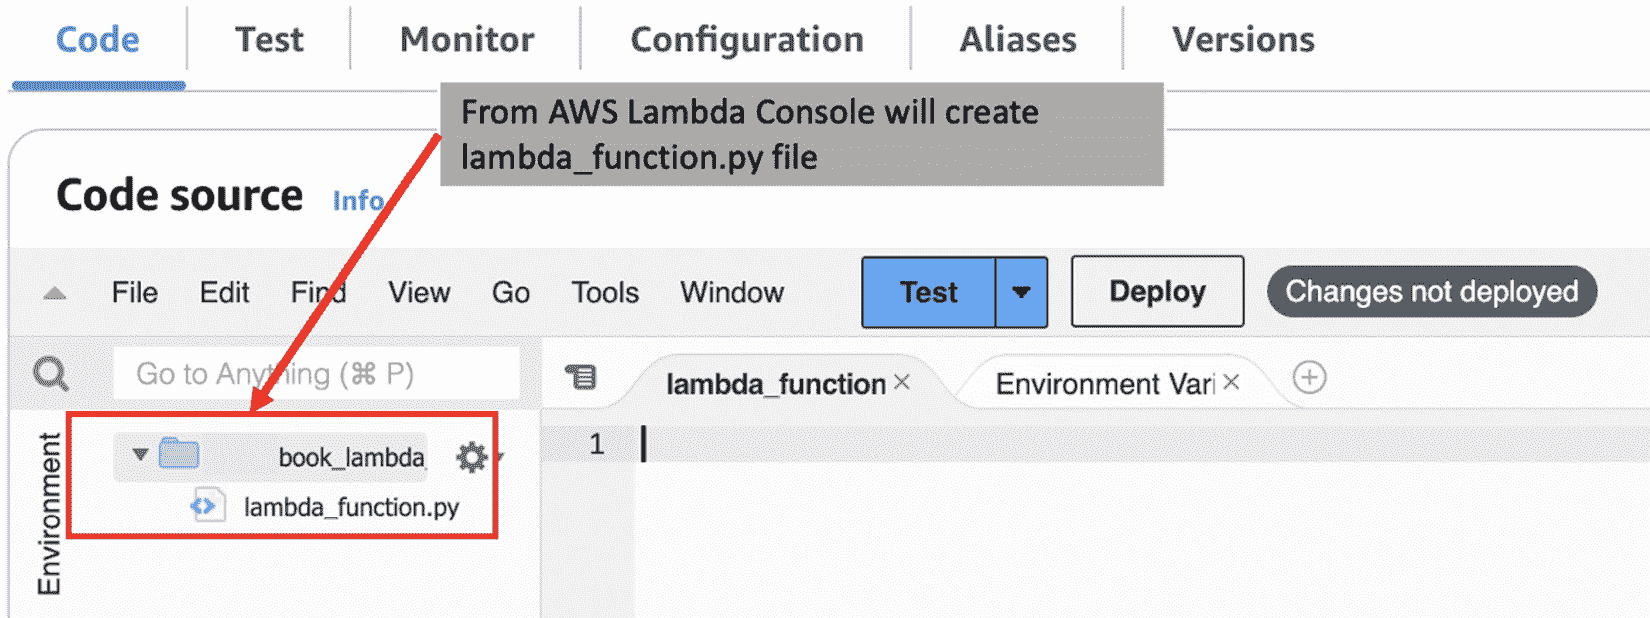 Code Test Monitor Configuration Aliases Versions
From AWS Lambda Console will create
lambda_function.py file
Code source Info
File Edit Find View Go Tools Window Test Deploy Changes not deployed
Go to Anything (⌘ P)
lambda_function Environment Vari
Environment
1
book_lambda_
lambda_function.py